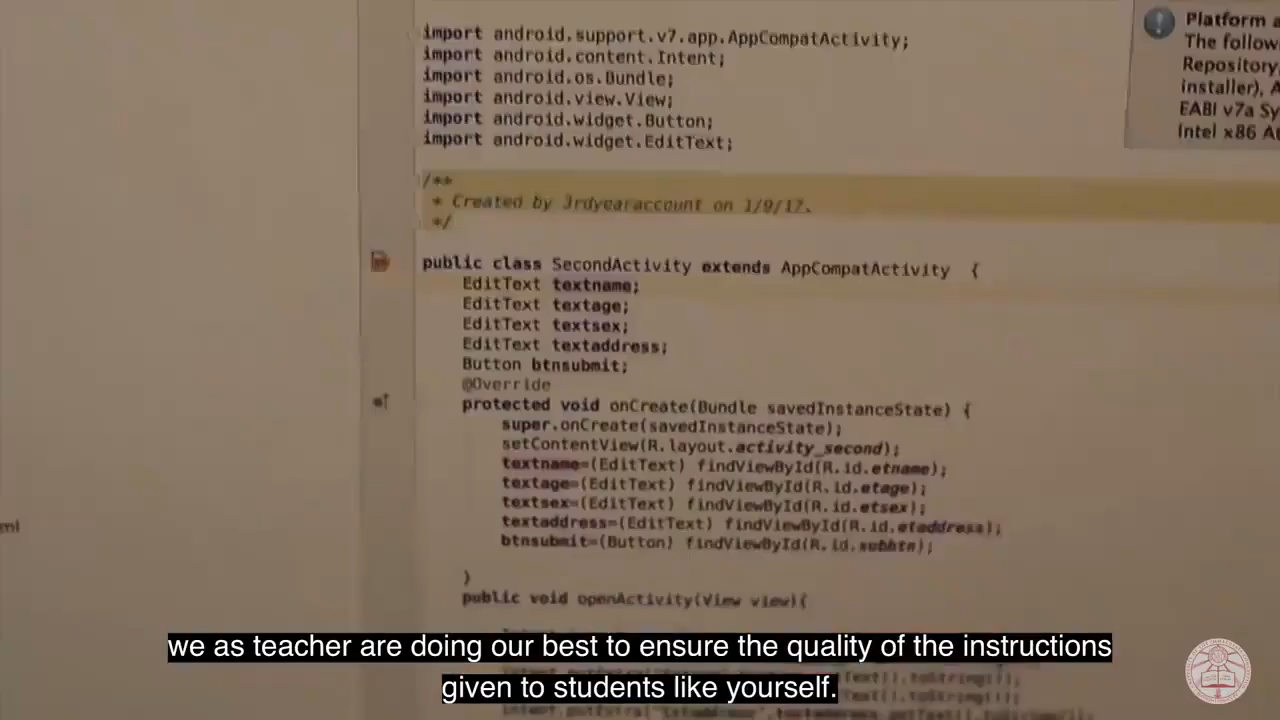 import android.support.v7.app.AppCompatActivity;
import android.content.Intent;
import android.os.Bundle;
import android.view.View;
import android.widget.Button;
import android.widget.EditText;
/**
* Created by 3rdyearaccount on 1/9/17.
*/
public class SecondActivity extends AppCompatActivity {
EditText textname;
EditText textage;
EditText textsex;
EditText textaddress;
Button btnsubmit;
@Override
protected void onCreate(Bundle savedInstanceState) {
super.onCreate(savedInstanceState);
setContentView(R.layout.activity_second);
textname=(EditText) findViewById(R.id.etname);
textage=(EditText) findViewById(R.id.etage);
textsex=(EditText) findViewById(R.id.etsex);
textaddress=(EditText) findViewById(R.id.etaddress);
btnsubmit=(Button) findViewById(R.id.subbtn);
}
public void openActivity(View view){
Platform a
The follow
Repository,
installer), A
EABI v7a Sy
Intel x86 At
ml
we as teacher are doing our best to ensure the quality of the instructions
given to students like yourself.